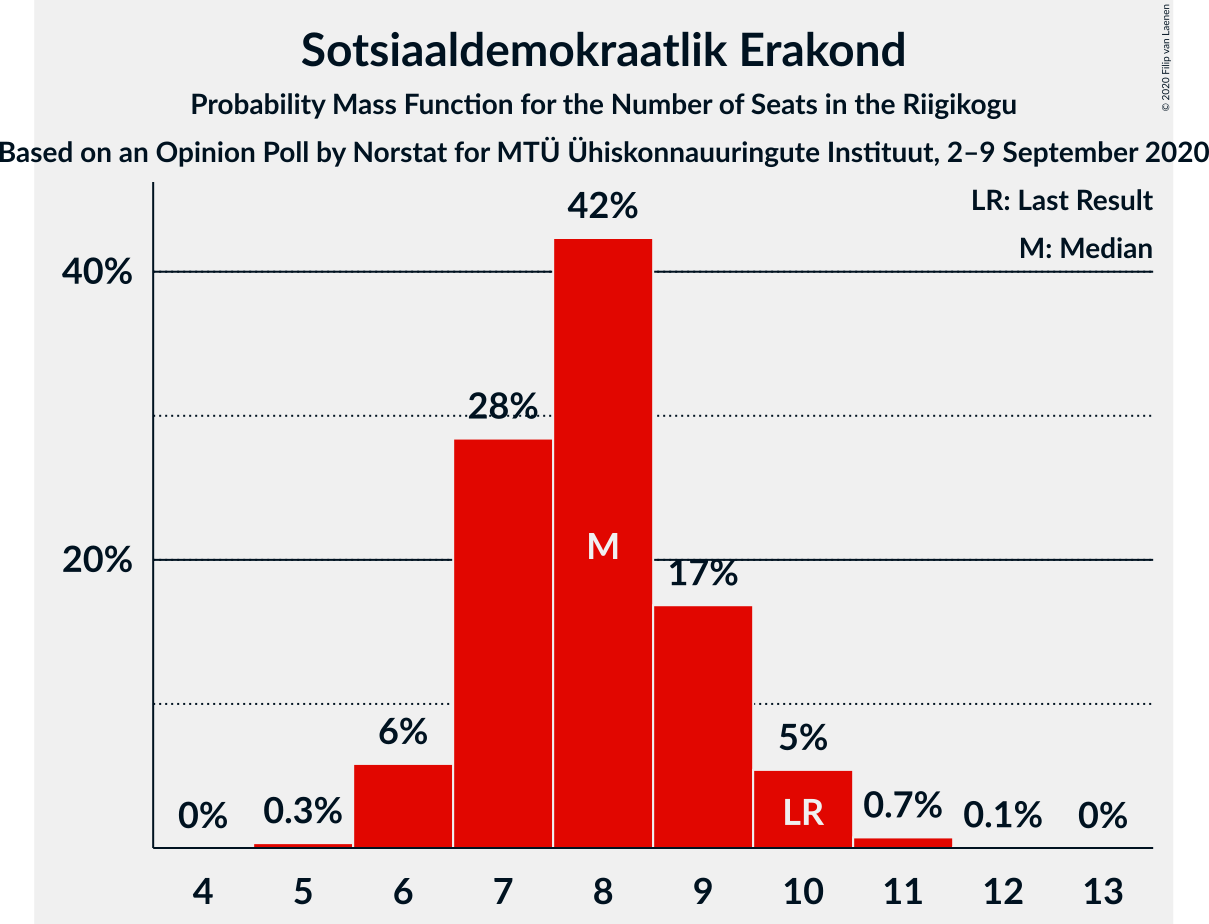 Sotsiaaldemokraatlik Erakond
Probability Mass Function for the Number of Seats in the Riigikogu
Based on an Opinion Poll by Norstat for MTÜ Ühiskonnauuringute Instituut, 2–9 September 2020
© 2020 Filip van Laenen
LR: Last Result
M: Median
42%
40%
28%
M
20%
17%
6%
5%
LR
0%
0.3%
0.7%
0.1%
0%
4 5 6 7 8 9 10 11 12 13